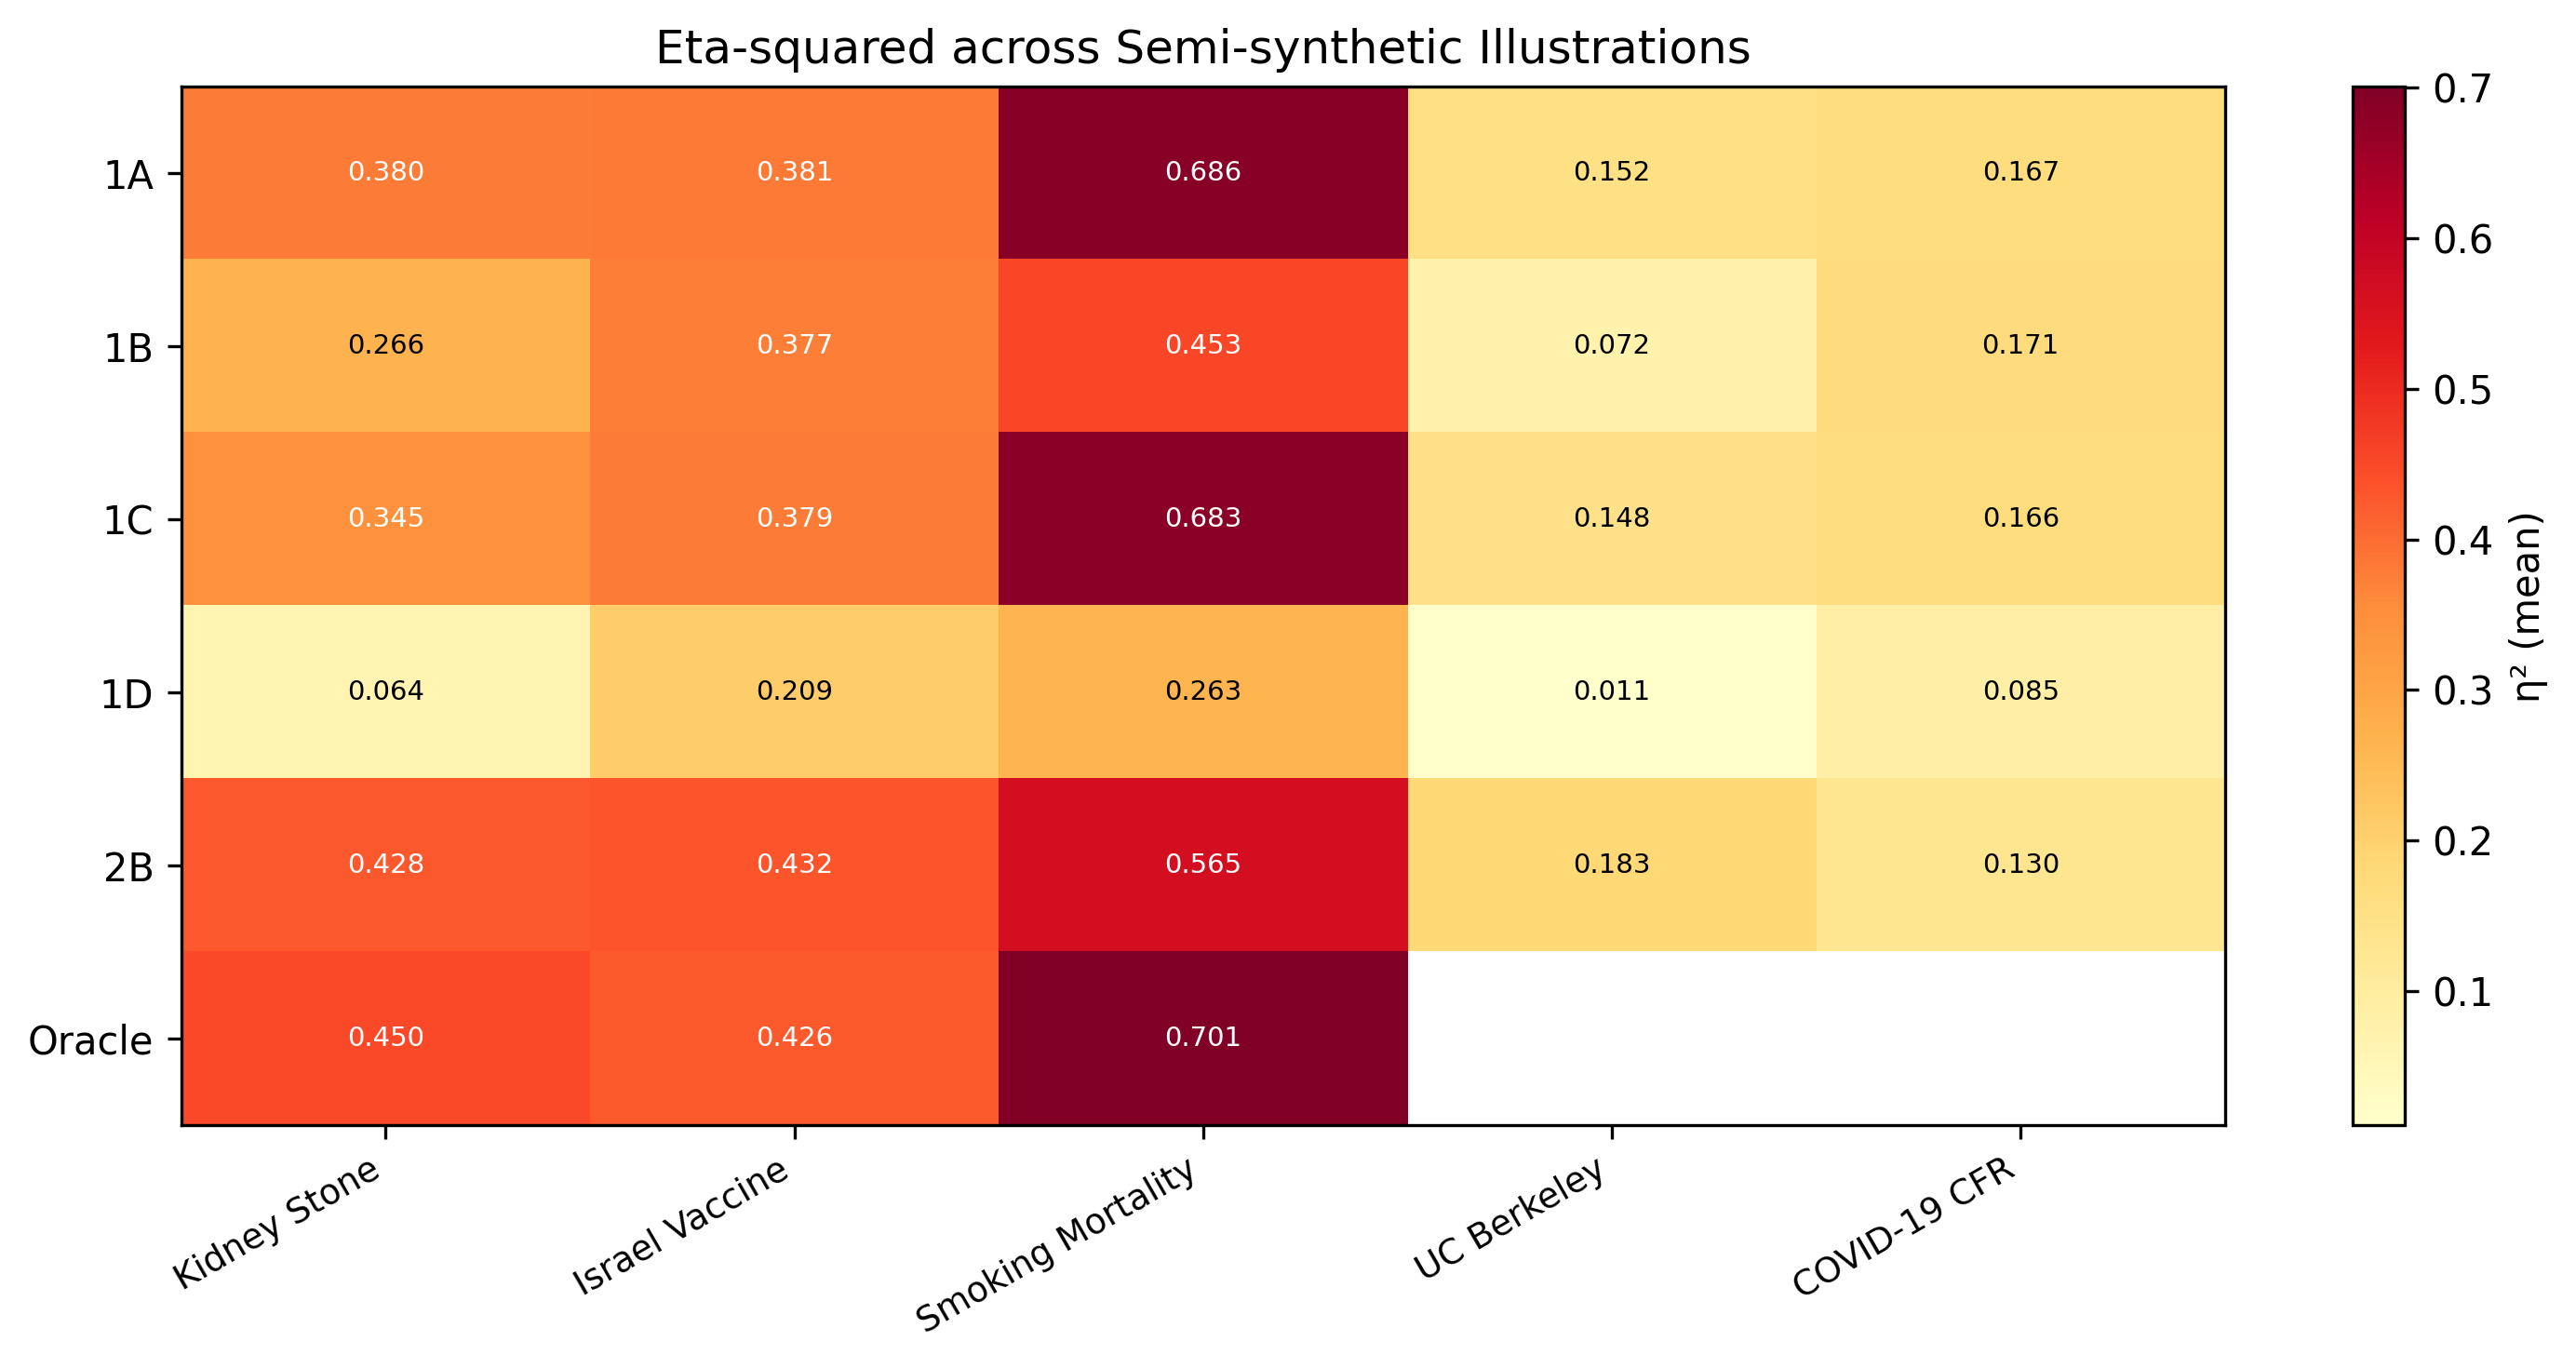 Eta-squared across Semi-synthetic Illustrations
1A 0.380 0.381 0.686 0.152 0.167
1B 0.266 0.377 0.453 0.072 0.171
1C 0.345 0.379 0.683 0.148 0.166
1D 0.064 0.209 0.263 0.011 0.085
2B 0.428 0.432 0.565 0.183 0.130
Oracle 0.450 0.426 0.701
Kidney Stone
Israel Vaccine
Smoking Mortality
UC Berkeley
COVID-19 CFR
0.7
0.6
0.5
0.4
0.3
0.2
0.1
η² (mean)